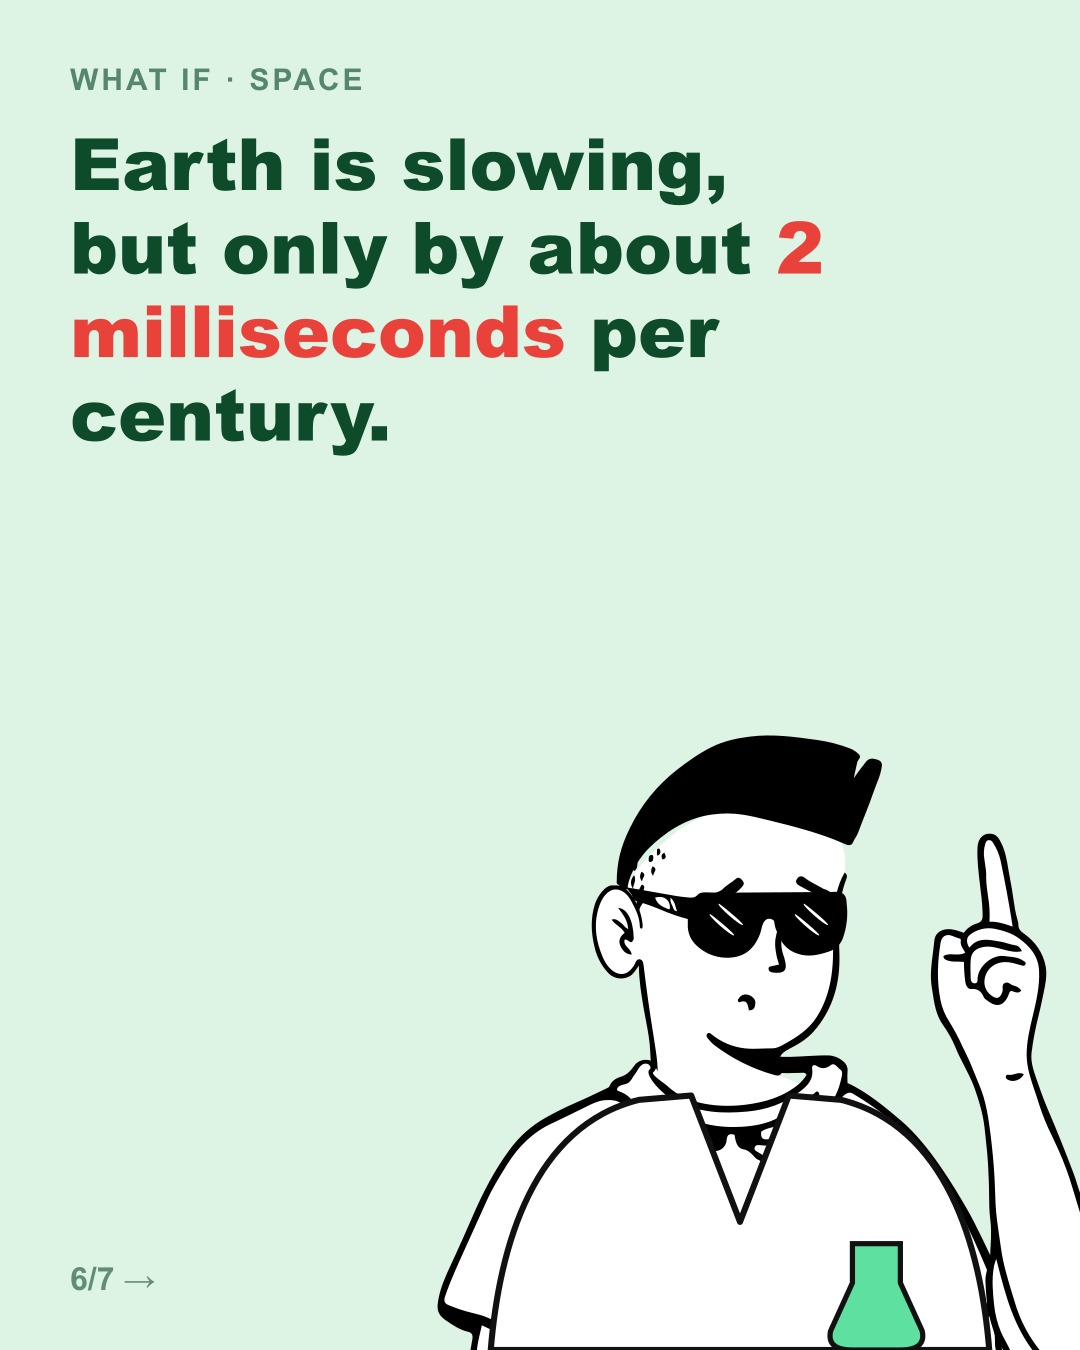 WHAT IF · SPACE
Earth is slowing,
but only by about 2
milliseconds per
century.
6/7 →